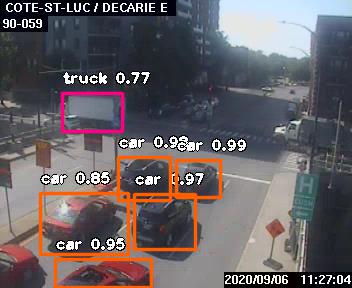 COTE-ST-LUC / DECARIE E
90-059
truck 0.77
car 0.98
car 0.99
car 0.85
car 0.97
car 0.95
H
2020/09/06 11:27:04